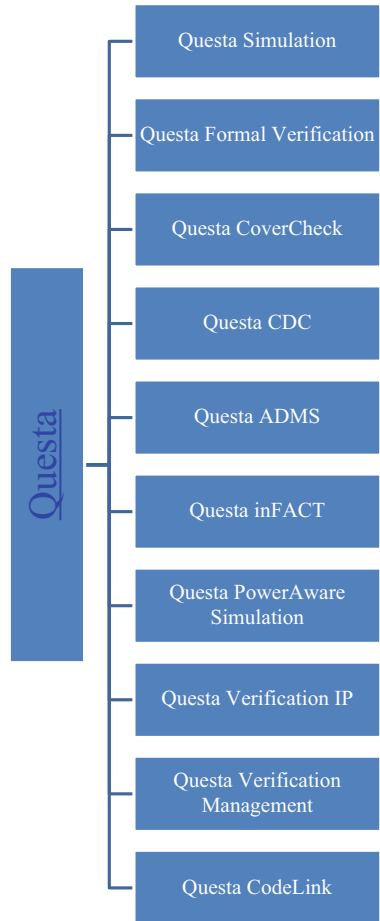 Questa
Questa Simulation
Questa Formal Verification
Questa CoverCheck
Questa CDC
Questa ADMS
Questa inFACT
Questa PowerAware
Simulation
Questa Verification IP
Questa Verification
Management
Questa CodeLink